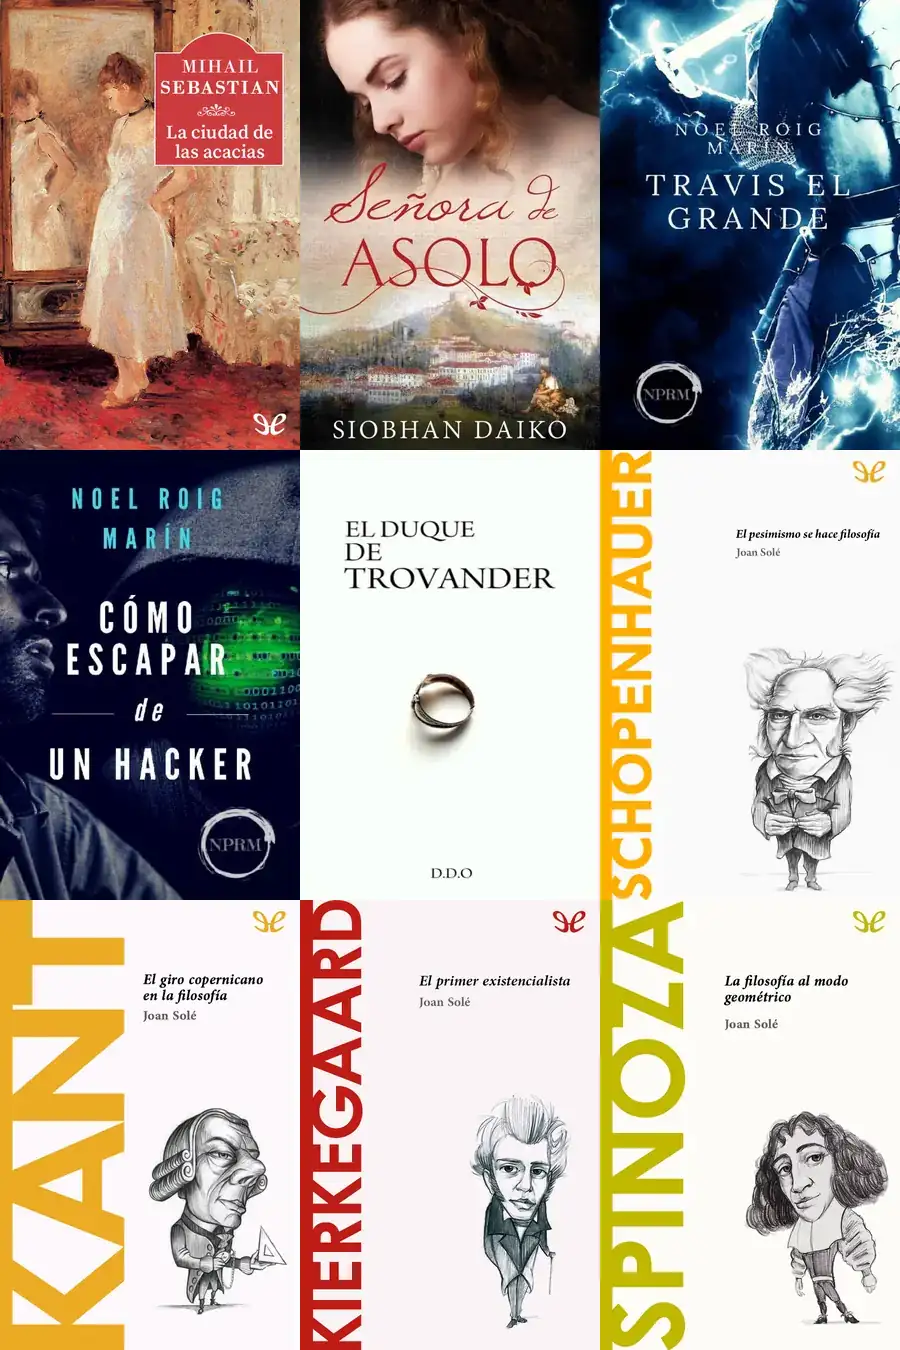 MIHAIL
SEBASTIAN
La ciudad de
las acacias
Señora de
ASOLO
SIOBHAN DAIKO
NOEL ROIG
MARÍN
TRAVIS EL
GRANDE
NPRM
NOEL ROIG
MARÍN
CÓMO
ESCAPAR
de
UN HACKER
NPRM
EL DUQUE
DE
TROVANDER
D.D.O
SCHOPENHAUER
El pesimismo se hace filosofía
Joan Solé
KANT
El giro copernicano
en la filosofía
Joan Solé
KIERKEGAARD
El primer existencialista
Joan Solé
SPINOZA
La filosofía al modo
geométrico
Joan Solé